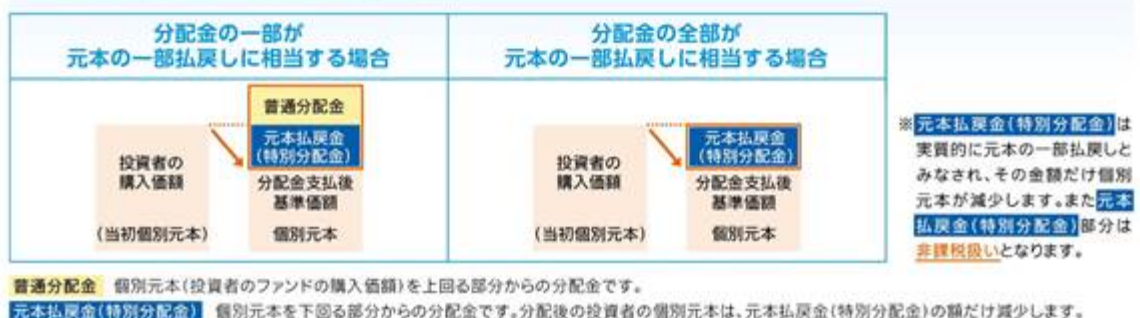 分配金の一部が
元本の一部払戻しに相当する場合
分配金の全部が
元本の一部払戻しに相当する場合
普通分配金
元本払戻金
(特別分配金)
投資者の
購入価額
(当初個別元本)
分配金支払後
基準価額
個別元本
元本払戻金
(特別分配金)
投資者の
購入価額
(当初個別元本)
分配金支払後
基準価額
個別元本
※元本払戻金(特別分配金)は
実質的に元本の一部払戻しと
みなされ、その金額だけ個別
元本が減少します。また元本
払戻金(特別分配金)部分は
非課税扱いとなります。
普通分配金 個別元本(投資者のファンドの購入価額)を上回る部分からの分配金です。
元本払戻金(特別分配金) 個別元本を下回る部分からの分配金です。分配後の投資者の個別元本は、元本払戻金(特別分配金)の額だけ減少します。